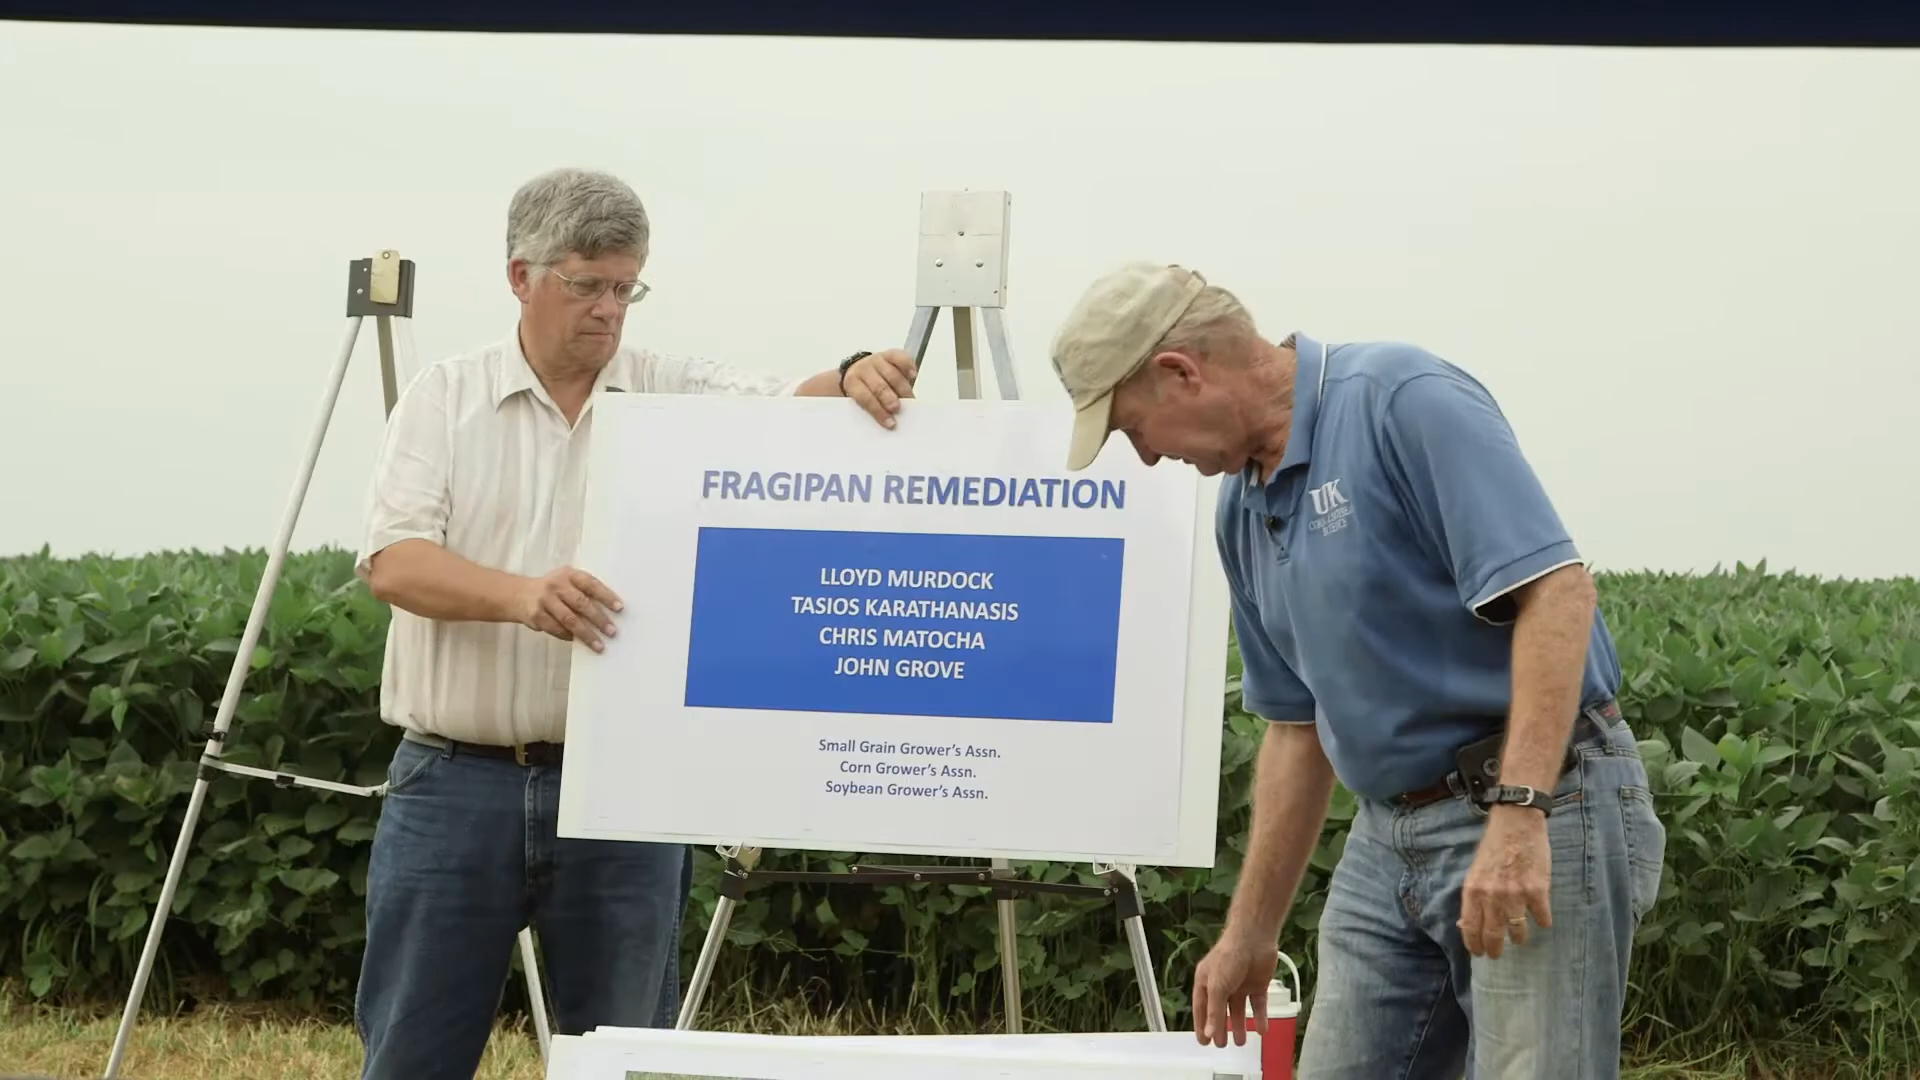 FRAGIPAN REMEDIATION
LLOYD MURDOCK
TASIOS KARATHANASIS
CHRIS MATOCHA
JOHN GROVE
Small Grain Grower's Assn.
Corn Grower's Assn.
Soybean Grower's Assn.
UK